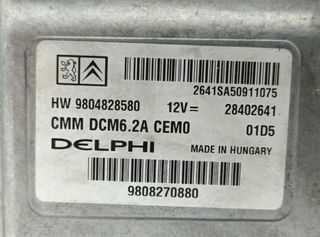 2641SA50911075
HW 9804828580 12V= 28402641
CMM DCM6.2A CEM0 01D5
DELPHI MADE IN HUNGARY
9808270880